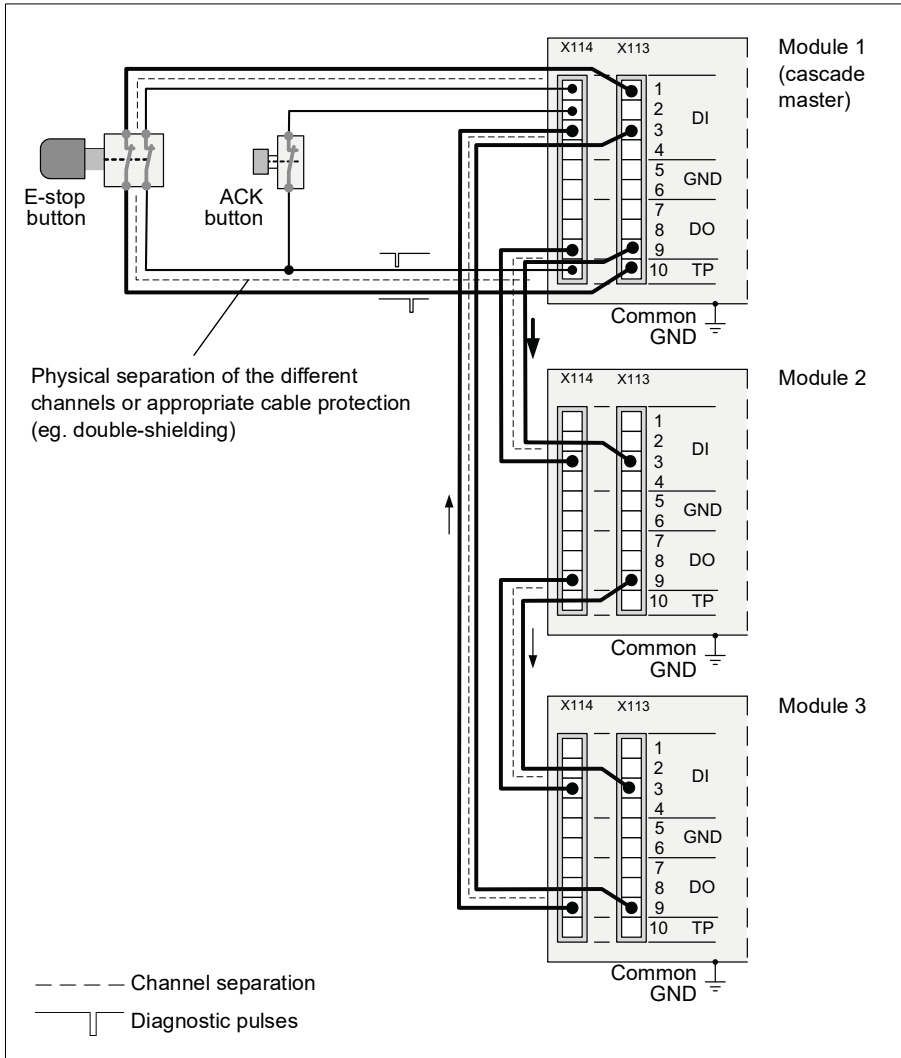 X114 X113
Module 1
(cascade
master)
1
2
3
4
DI
5
6
GND
7
8
9
DO
10 TP
Common
GND
E-stop
button
ACK
button
Physical separation of the different
channels or appropriate cable protection
(eg. double-shielding)
X114 X113
Module 2
1
2
3
4
DI
5
6
GND
7
8
9
DO
10 TP
Common
GND
X114 X113
Module 3
1
2
3
4
DI
5
6
GND
7
8
9
DO
10 TP
Common
GND
Channel separation
Diagnostic pulses